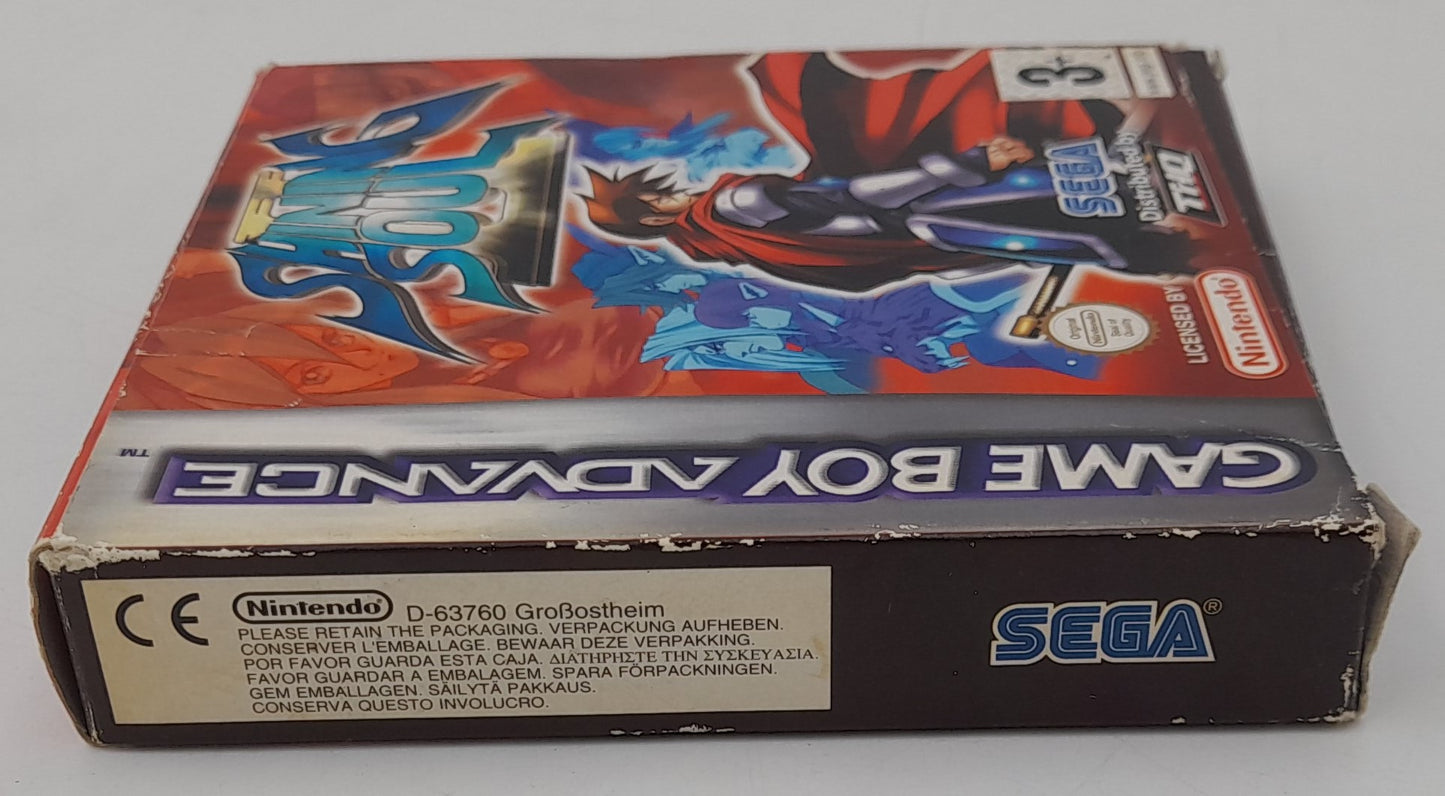 SHINING
SOUL
3+
SEGA
Distributed by
THQ
Original
Nintendo
Seal of
Quality
LICENSED BY
Nintendo
GAME BOY ADVANCE™
CE
Nintendo D-63760 Großostheim
PLEASE RETAIN THE PACKAGING. VERPACKUNG AUFHEBEN.
CONSERVER L'EMBALLAGE. BEWAAR DEZE VERPAKKING.
POR FAVOR GUARDA ESTA CAJA. ΔΙΑΤΗΡΗΣΤΕ ΤΗΝ ΣΥΣΚΕΥΑΣΙΑ.
FAVOR GUARDAR A EMBALAGEM. SPARA FÖRPACKNINGEN.
GEM EMBALLAGEN. SÄILYTÄ PAKKAUS.
CONSERVA QUESTO INVOLUCRO.
SEGA®